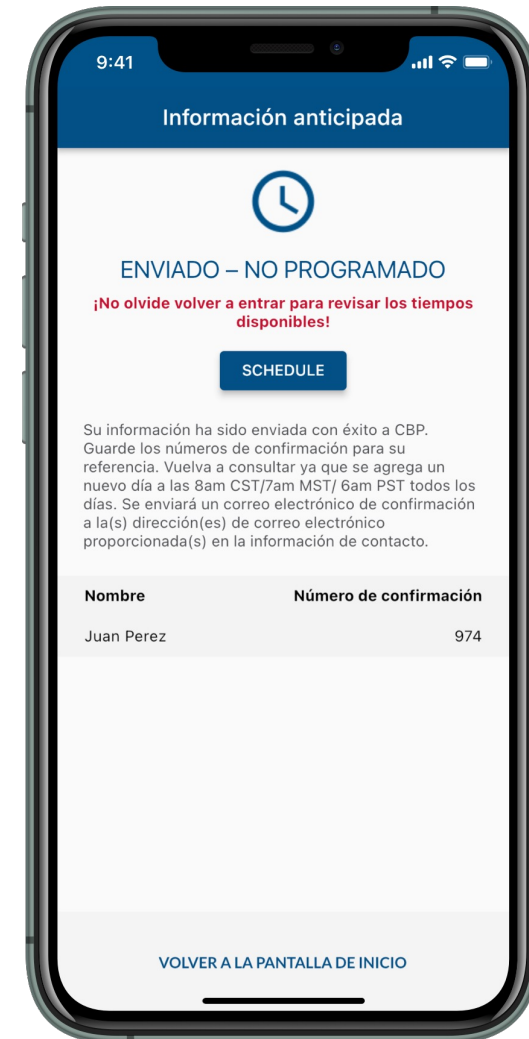 9:41
Información anticipada
ENVIADO – NO PROGRAMADO
¡No olvide volver a entrar para revisar los tiempos
disponibles!
SCHEDULE
Su información ha sido enviada con éxito a CBP.
Guarde los números de confirmación para su
referencia. Vuelva a consultar ya que se agrega un
nuevo día a las 8am CST/7am MST/ 6am PST todos los
días. Se enviará un correo electrónico de confirmación
a la(s) dirección(es) de correo electrónico
proporcionada(s) en la información de contacto.
Nombre Número de confirmación
Juan Perez 974
VOLVER A LA PANTALLA DE INICIO